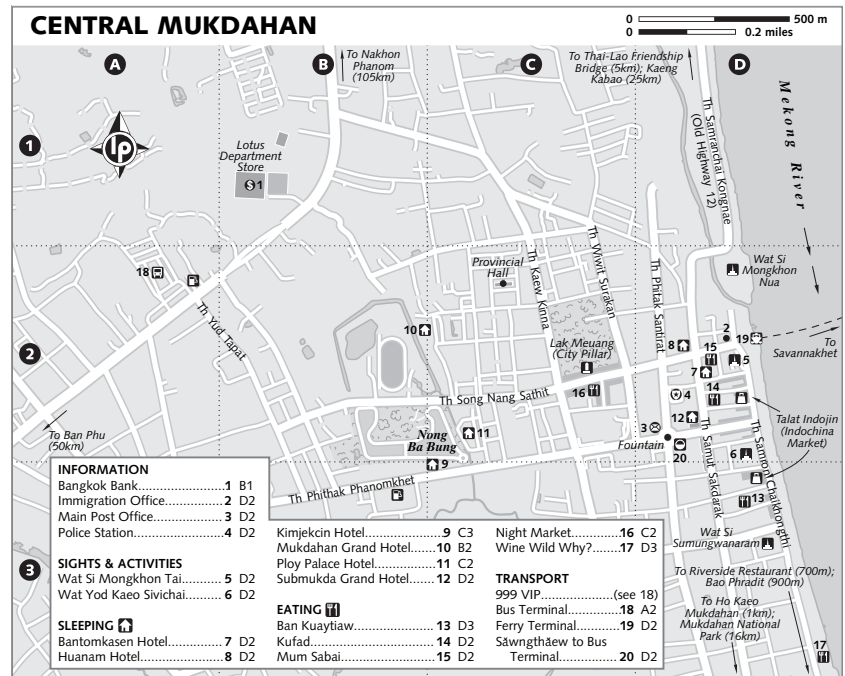 CENTRAL MUKDAHAN
0 500 m
0 0.2 miles
A
B
C
D
To Nakhon
Phanom
(105km)
To Thai-Lao Friendship
Bridge (5km); Kaeng
Kabao (25km)
Th Samranchai Kongnae
(Old Highway 12)
Mekong River
1
lp
Lotus
Department
Store
1
Wat Si
Mongkhon
Nua
Provincial
Hall
Th Kaew Kinna
Th Wiwit Surakan
Th Phitak Santirat
18
Th Yud Tapat
2
10
Lak Meuang
(City Pillar)
8
15
2
19
To
Savannakhet
7
5
16
4
14
Th Song Nang Sathit
12
Talat Indojin
(Indochina
Market)
3
Fountain
20
Nong
Ba Bung
11
9
To Ban Phu
(50km)
Th Phithak Phanomkhet
Th Samut Sakdarak
Th Samron Chaikhongthi
6
13
Wat Si
Sumungwanaram
3
To Riverside Restaurant (700m);
Bao Phradit (900m)
To Ho Kaeo
Mukdahan (1km);
Mukdahan National
Park (16km)
17
INFORMATION
Bangkok Bank 1 B1
Immigration Office 2 D2
Main Post Office 3 D2
Police Station 4 D2
SIGHTS & ACTIVITIES
Wat Si Mongkhon Tai 5 D2
Wat Yod Kaeo Sivichai 6 D2
SLEEPING
Bantomkasen Hotel 7 D2
Huanam Hotel 8 D2
Kimjekcin Hotel 9 C3
Mukdahan Grand Hotel 10 B2
Ploy Palace Hotel 11 C2
Submukda Grand Hotel 12 D2
EATING
Ban Kuaytiaw 13 D3
Kufad 14 D2
Mum Sabai 15 D2
Night Market 16 C2
Wine Wild Why? 17 D3
TRANSPORT
999 VIP (see 18)
Bus Terminal 18 A2
Ferry Terminal 19 D2
Săwngthăew to Bus
Terminal 20 D2